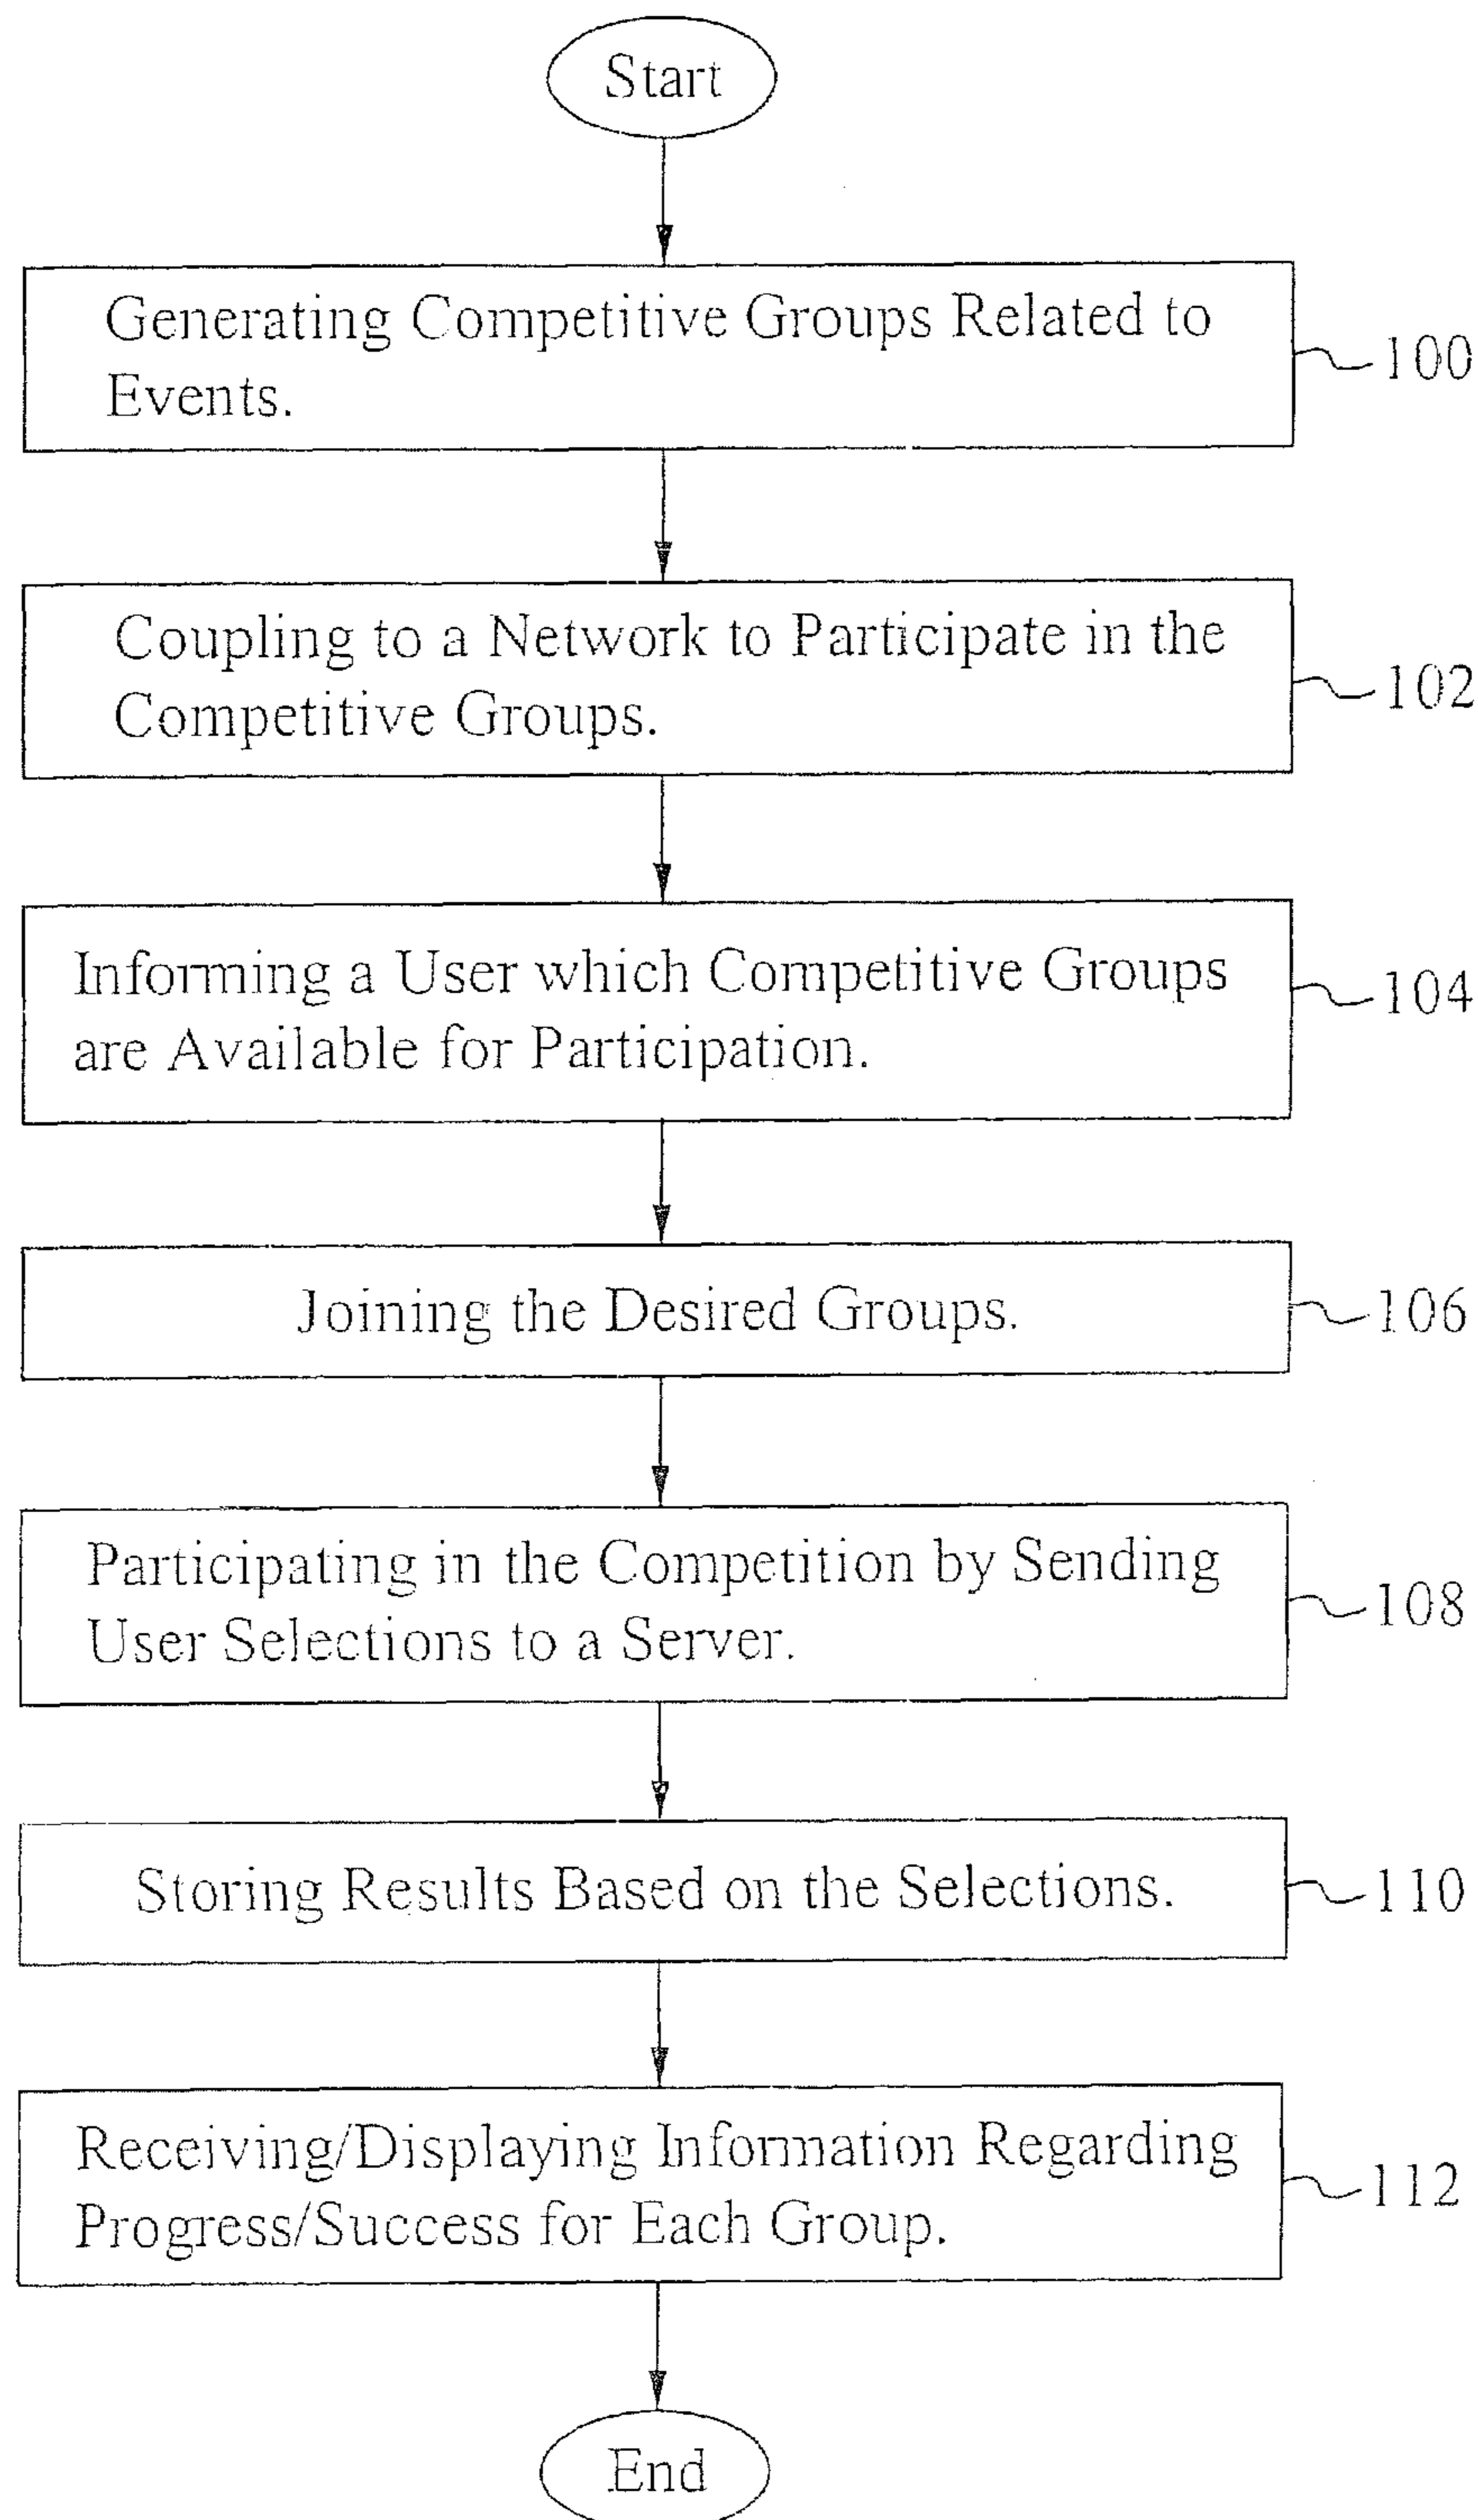 Start
Generating Competitive Groups Related to
Events.
100
Coupling to a Network to Participate in the
Competitive Groups.
102
Informing a User which Competitive Groups
are Available for Participation.
104
Joining the Desired Groups.
106
Participating in the Competition by Sending
User Selections to a Server.
108
Storing Results Based on the Selections.
110
Receiving/Displaying Information Regarding
Progress/Success for Each Group.
112
End